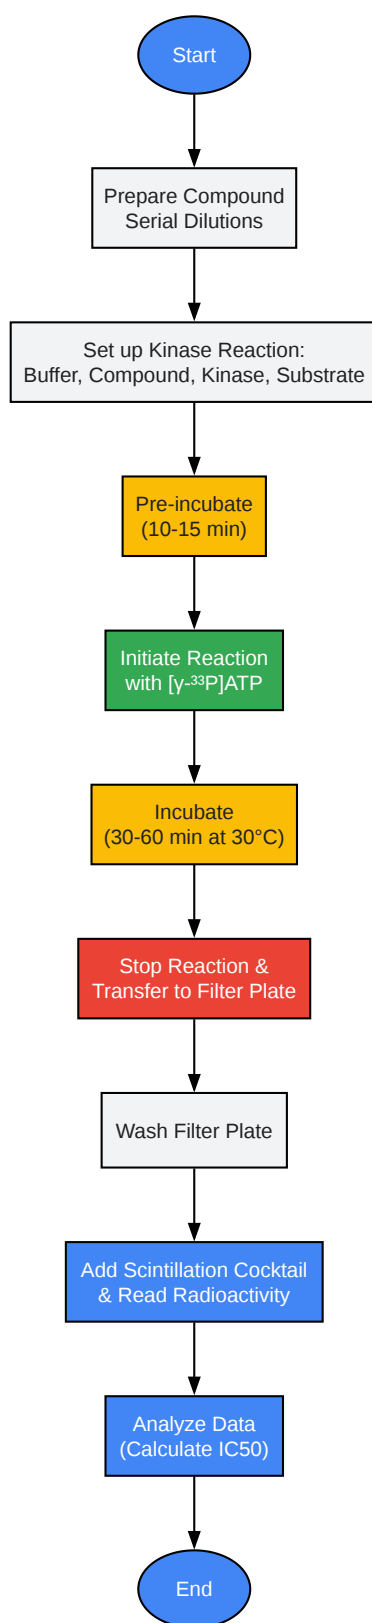 Start
Prepare Compound
Serial Dilutions
Set up Kinase Reaction:
Buffer, Compound, Kinase, Substrate
Pre-incubate
(10-15 min)
Initiate Reaction
with [γ-³³P]ATP
Incubate
(30-60 min at 30°C)
Stop Reaction &
Transfer to Filter Plate
Wash Filter Plate
Add Scintillation Cocktail
& Read Radioactivity
Analyze Data
(Calculate IC50)
End